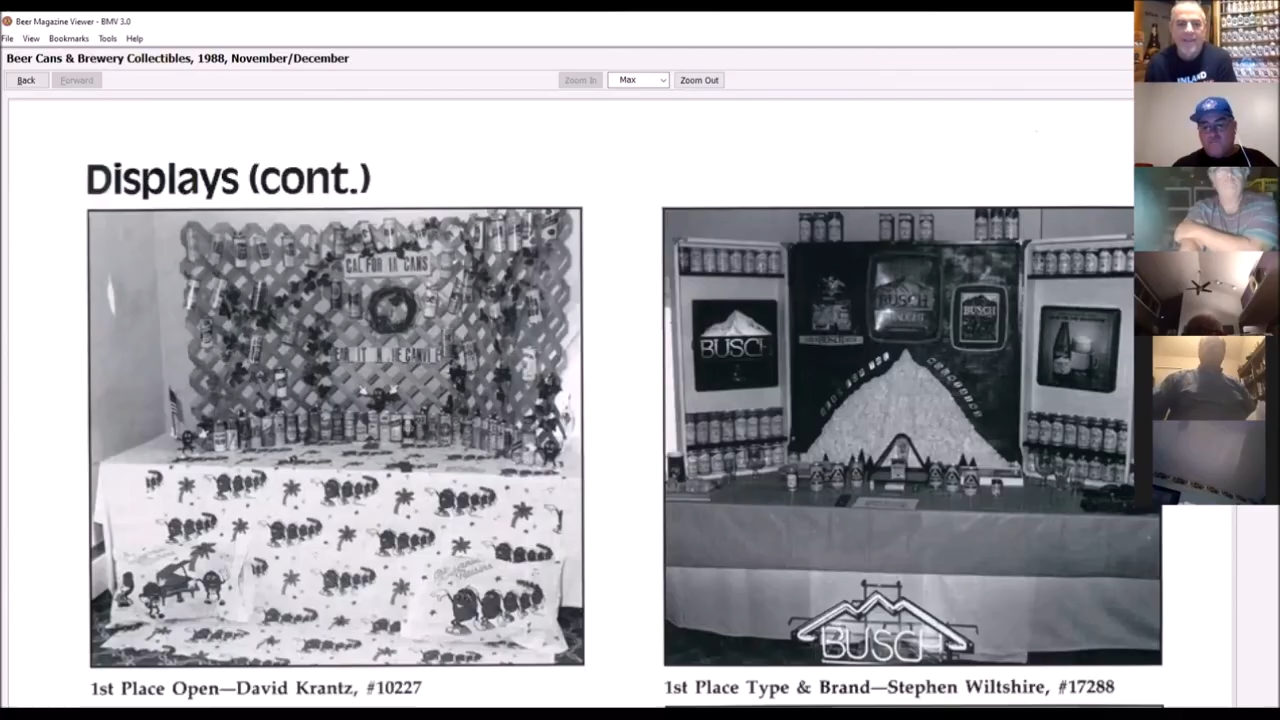 Beer Magazine Viewer - BMV 3.0
File View Bookmarks Tools Help
Beer Cans & Brewery Collectibles, 1988, November/December
Back Forward Zoom In Max Zoom Out
Displays (cont.)
CAL FOR IA CANS
BUSCH
BUSCH
BUSCH
BUSCH
1st Place Open—David Krantz, #10227
1st Place Type & Brand—Stephen Wiltshire, #17288
INLAND